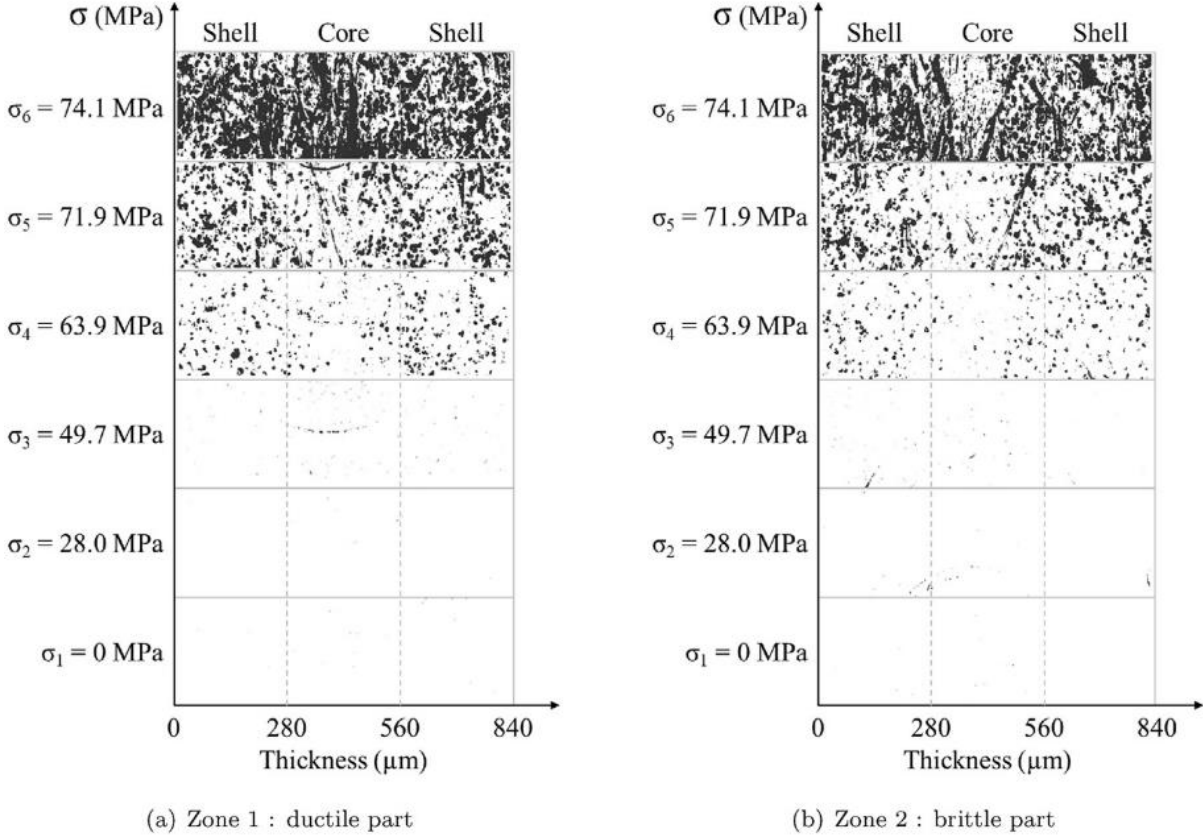 σ (MPa)
Shell Core Shell
σ₆ = 74.1 MPa
σ₅ = 71.9 MPa
σ₄ = 63.9 MPa
σ₃ = 49.7 MPa
σ₂ = 28.0 MPa
σ₁ = 0 MPa
0 280 560 840
Thickness (µm)
(a) Zone 1 : ductile part
σ (MPa)
Shell Core Shell
σ₆ = 74.1 MPa
σ₅ = 71.9 MPa
σ₄ = 63.9 MPa
σ₃ = 49.7 MPa
σ₂ = 28.0 MPa
σ₁ = 0 MPa
0 280 560 840
Thickness (µm)
(b) Zone 2 : brittle part